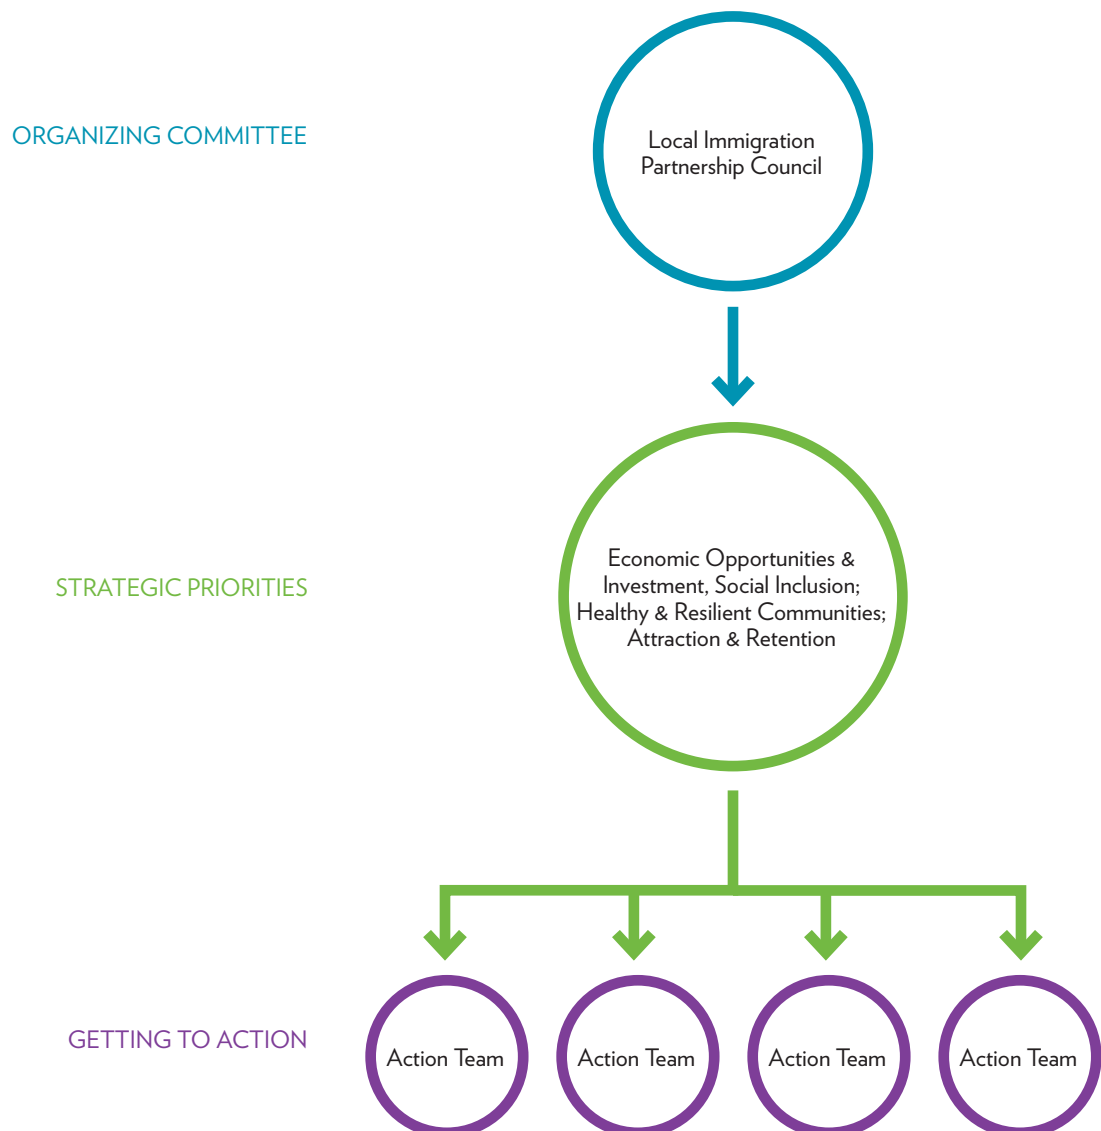 ORGANIZING COMMITTEE
Local Immigration
Partnership Council
STRATEGIC PRIORITIES
Economic Opportunities &
Investment, Social Inclusion;
Healthy & Resilient Communities;
Attraction & Retention
GETTING TO ACTION
Action Team
Action Team
Action Team
Action Team